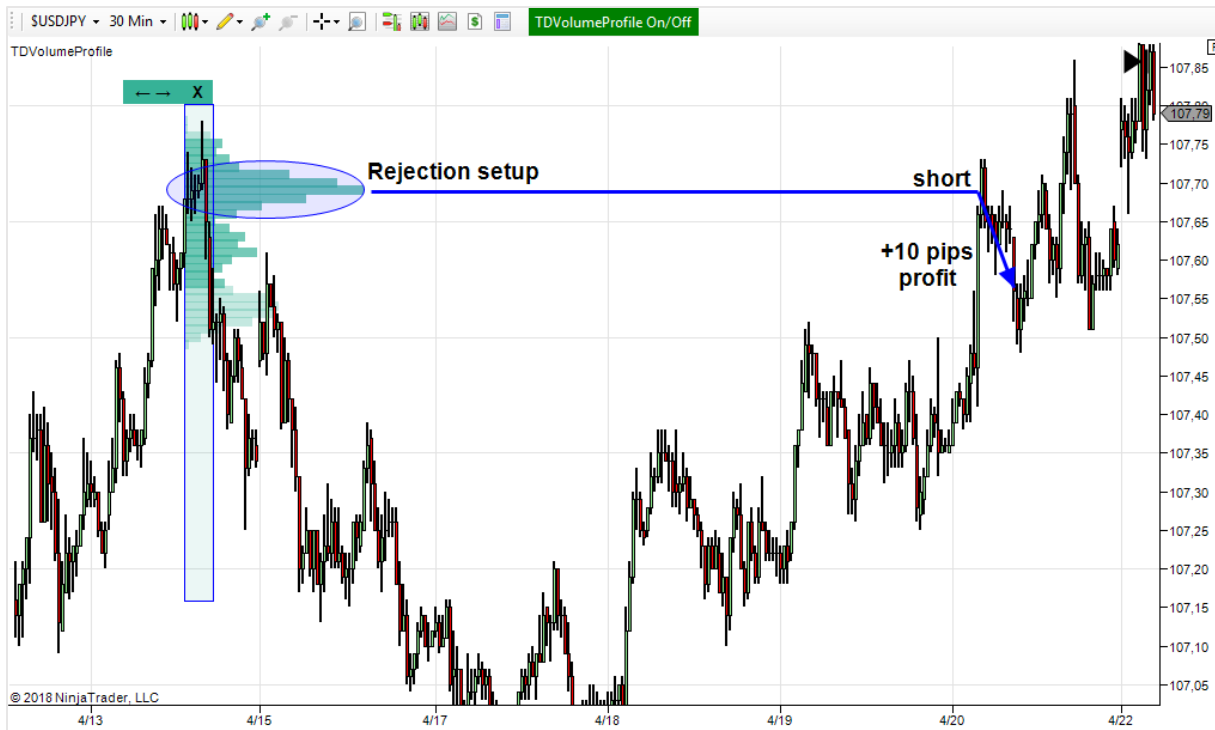 $USDJPY 30 Min TDVolumeProfile On/Off
TDVolumeProfile
← → X
Rejection setup
short
+10 pips
profit
107,85
107,79
107,75
107,70
107,65
107,60
107,55
107,50
107,45
107,40
107,35
107,30
107,25
107,20
107,15
107,10
107,05
© 2018 NinjaTrader, LLC
4/13 4/15 4/17 4/18 4/19 4/20 4/22